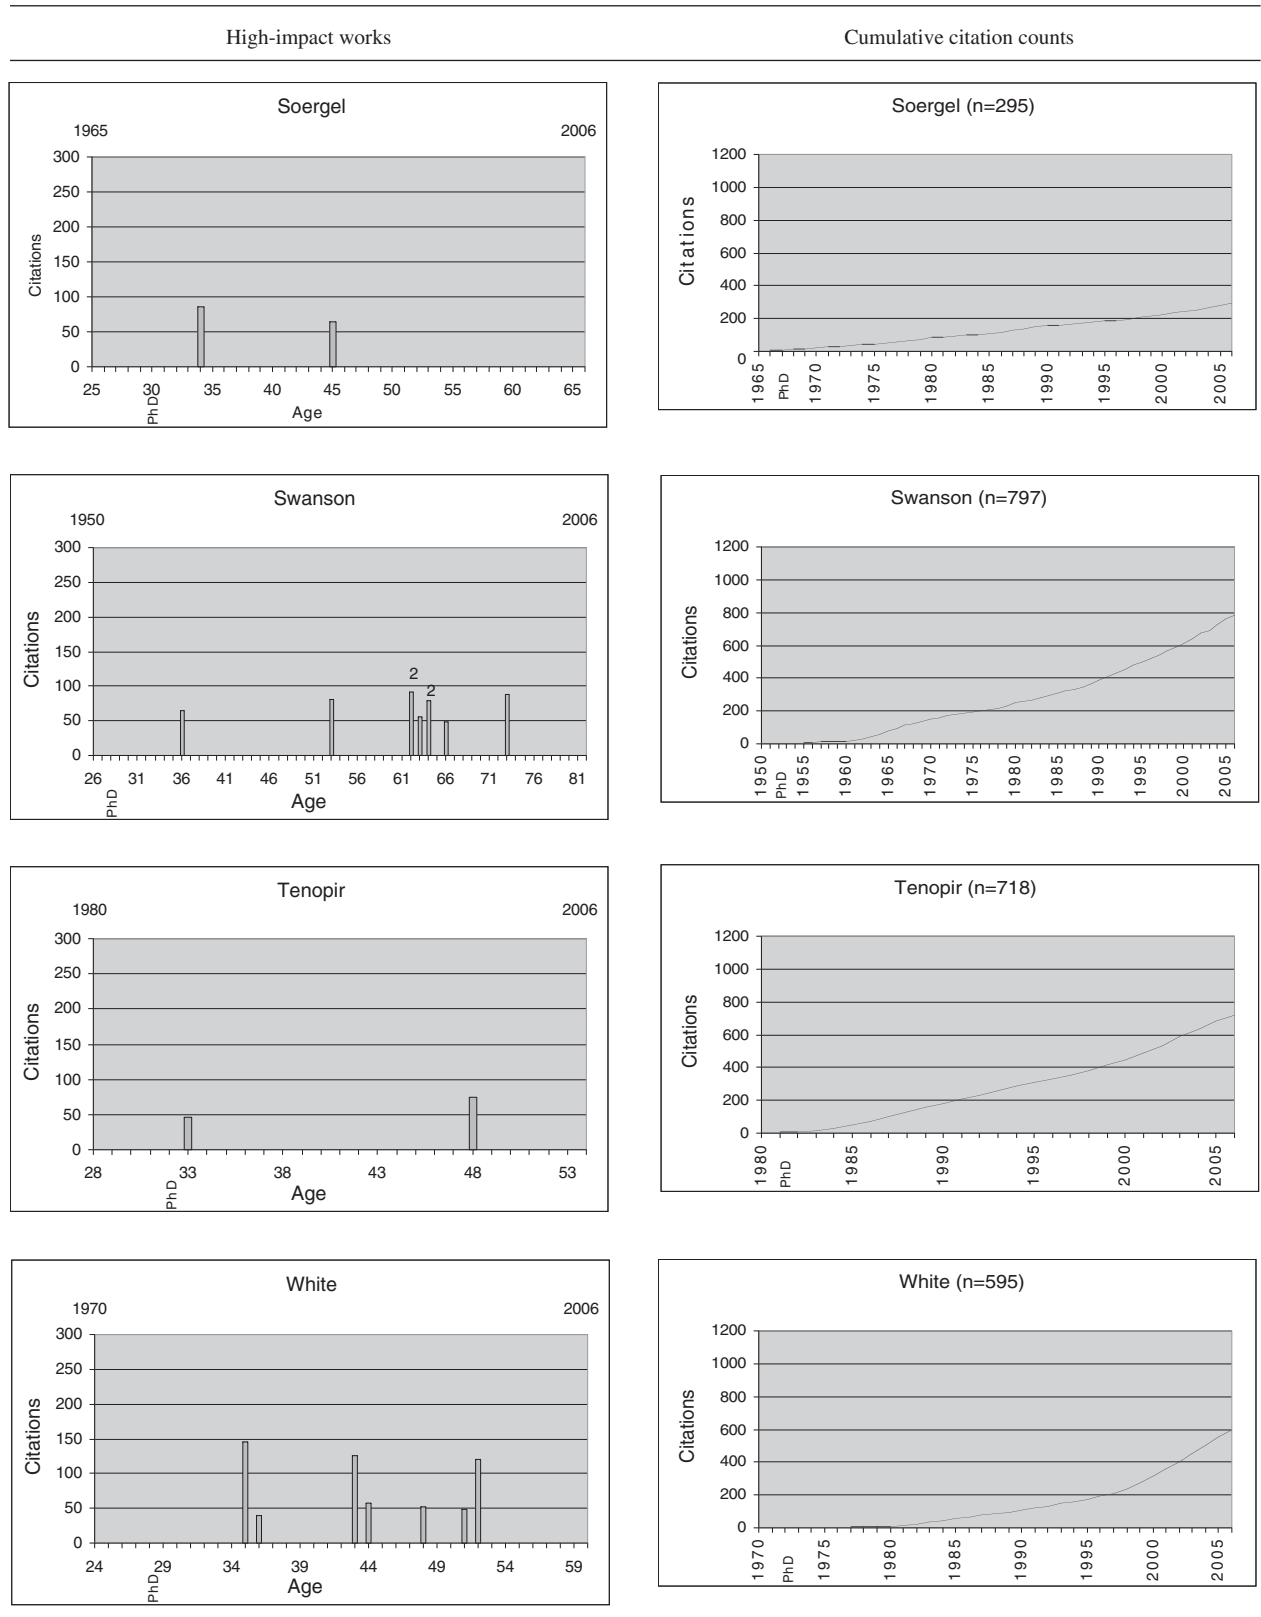 High-impact works Cumulative citation counts
Soergel
1965 2006
300
250
200
150
100
50
0
Citations
25 30 35 40 45 50 55 60 65
PhD
Age
Soergel (n=295)
1200
1000
800
600
400
200
0
Citations
1965 PhD 1970 1975 1980 1985 1990 1995 2000 2005
Swanson
1950 2006
300
250
200
150
100
50
0
Citations
2
2
26 31 36 41 46 51 56 61 66 71 76 81
PhD
Age
Swanson (n=797)
1200
1000
800
600
400
200
0
Citations
1950 PhD 1955 1960 1965 1970 1975 1980 1985 1990 1995 2000 2005
Tenopir
1980 2006
300
250
200
150
100
50
0
Citations
28 33 38 43 48 53
PhD
Age
Tenopir (n=718)
1200
1000
800
600
400
200
0
Citations
1980 PhD 1985 1990 1995 2000 2005
White
1970 2006
300
250
200
150
100
50
0
Citations
24 29 34 39 44 49 54 59
PhD
Age
White (n=595)
1200
1000
800
600
400
200
0
Citations
1970 PhD 1975 1980 1985 1990 1995 2000 2005